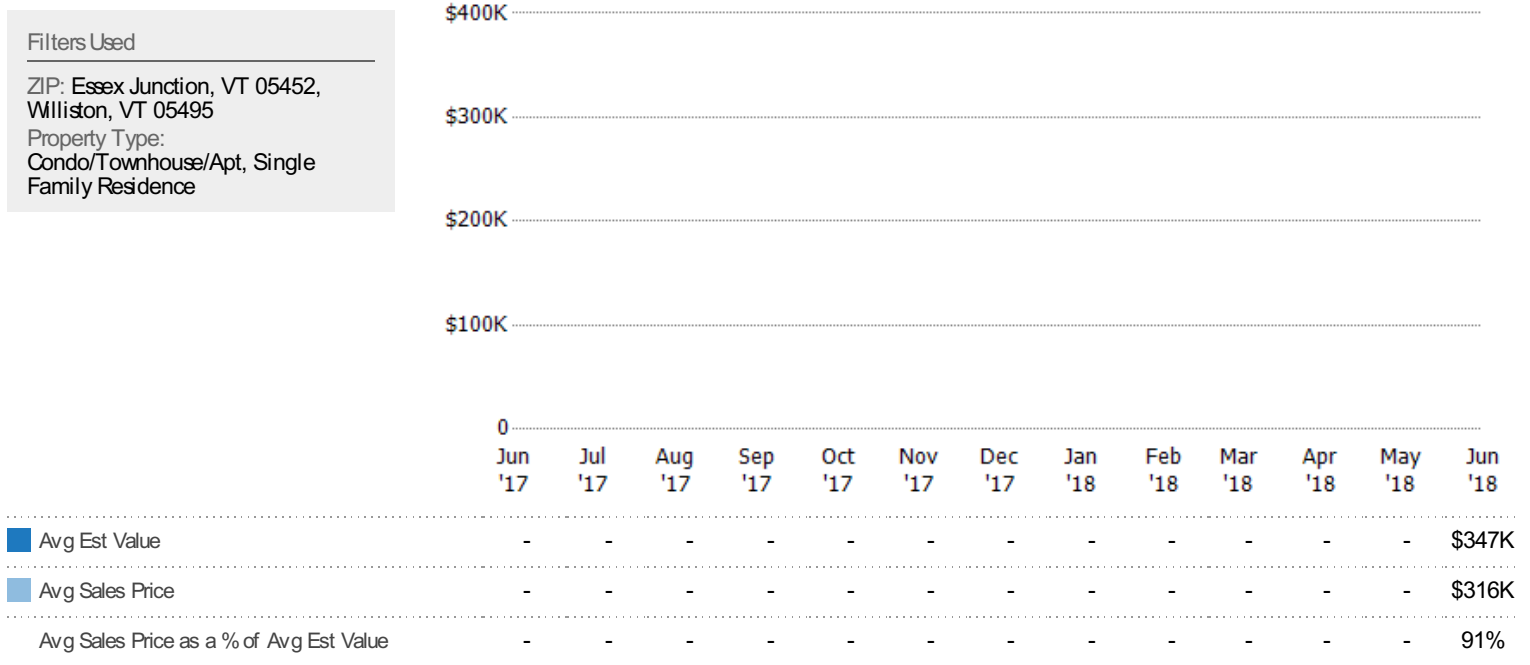 Filters Used
ZIP: Essex Junction, VT 05452,
Williston, VT 05495
Property Type:
Condo/Townhouse/Apt, Single
Family Residence
$400K
$300K
$200K
$100K
0
Jun Jul Aug Sep Oct Nov Dec Jan Feb Mar Apr May Jun
'17 '17 '17 '17 '17 '17 '17 '18 '18 '18 '18 '18 '18
Avg Est Value - - - - - - - - - - - - $347K
Avg Sales Price - - - - - - - - - - - - $316K
Avg Sales Price as a % of Avg Est Value - - - - - - - - - - - - 91%